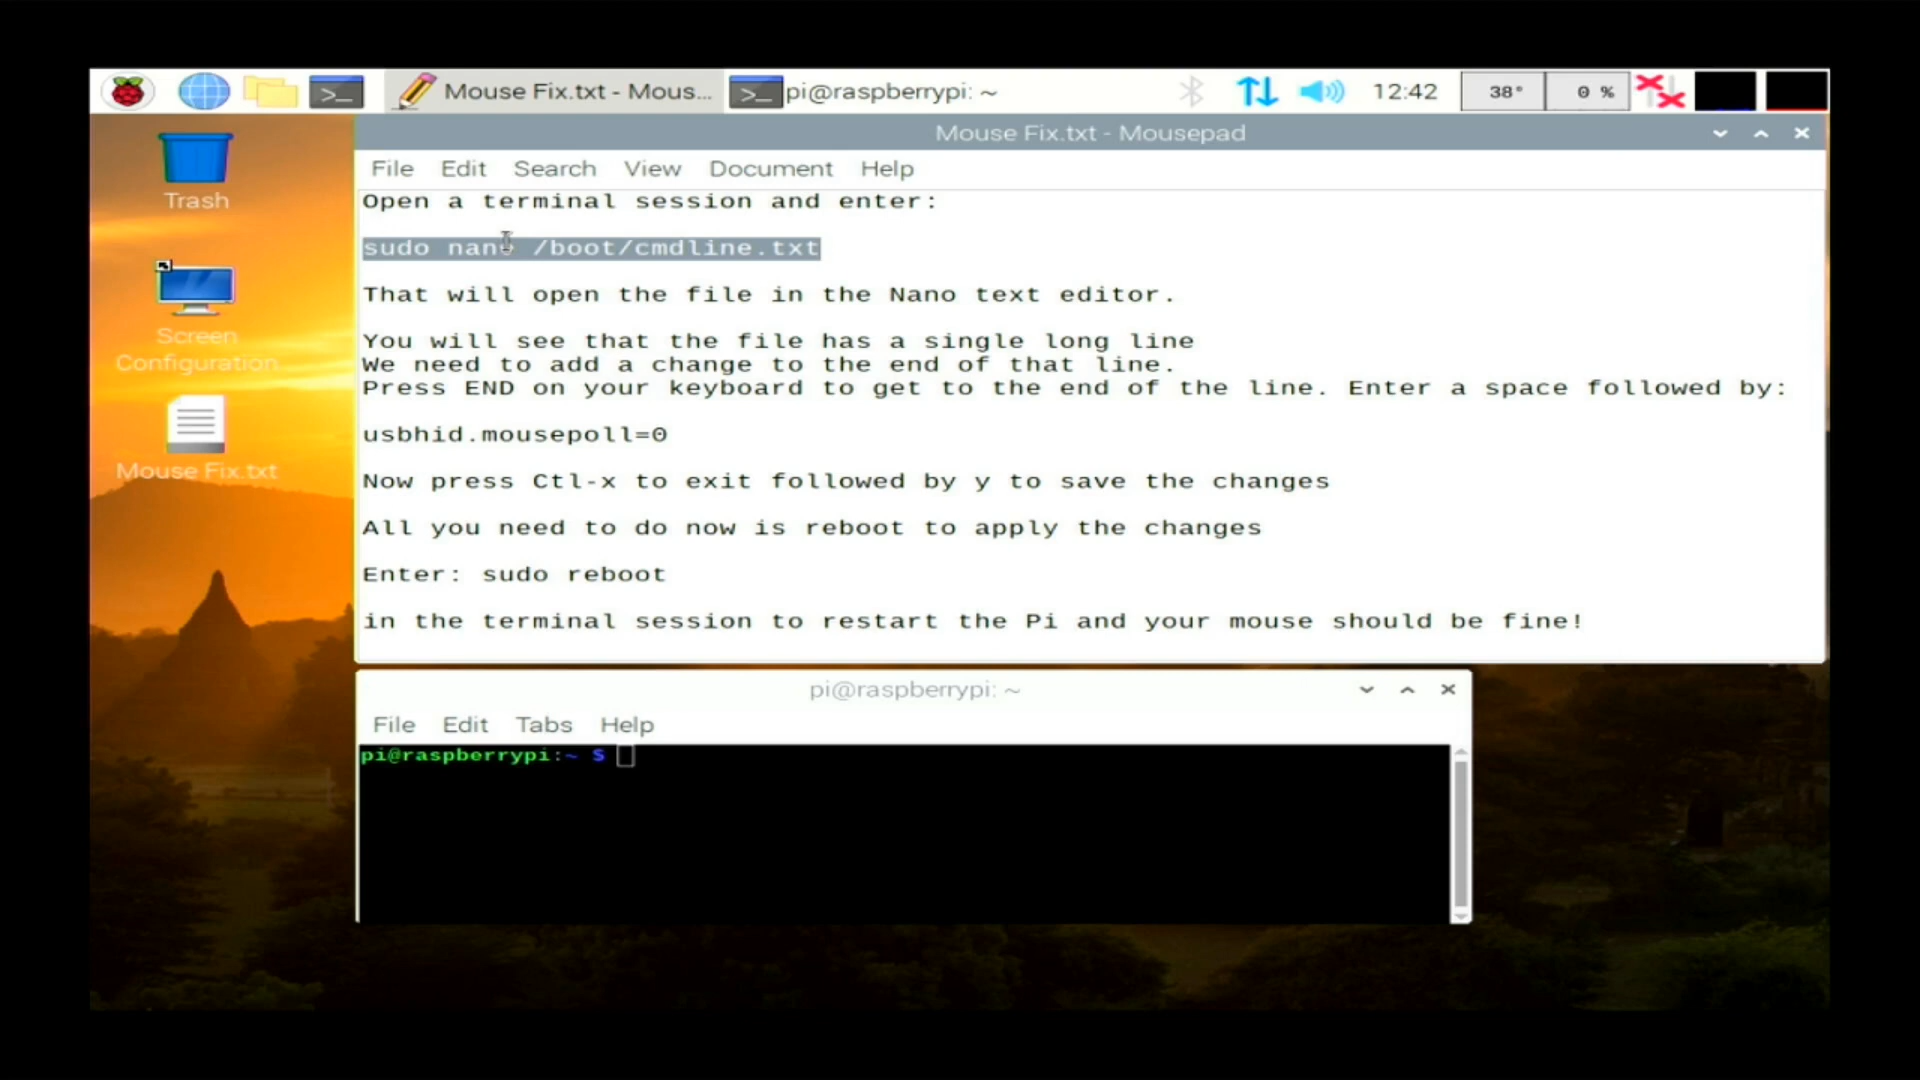 Mouse Fix.txt - Mous...
pi@raspberrypi: ~
12:42
38°
0 %
Mouse Fix.txt - Mousepad
File Edit Search View Document Help
Open a terminal session and enter:
sudo nano /boot/cmdline.txt
That will open the file in the Nano text editor.
You will see that the file has a single long line
We need to add a change to the end of that line.
Press END on your keyboard to get to the end of the line. Enter a space followed by:
usbhid.mousepoll=0
Now press Ctl-x to exit followed by y to save the changes
All you need to do now is reboot to apply the changes
Enter: sudo reboot
in the terminal session to restart the Pi and your mouse should be fine!
Trash
Screen
Configuration
Mouse Fix.txt
pi@raspberrypi: ~
File Edit Tabs Help
pi@raspberrypi:~ $